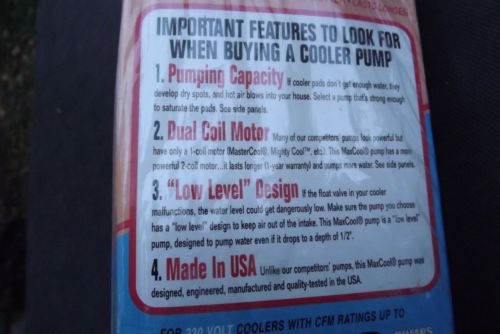 LASTS LONGER
IMPORTANT FEATURES TO LOOK FOR
WHEN BUYING A COOLER PUMP
1. Pumping Capacity If cooler pads don't get enough water, they
develop dry spots, and hot air blows into your house. Select a pump that's strong enough
to saturate the pads. See side panels.
2. Dual Coil Motor Many of our competitors' pumps look powerful but
have only a 1-coil motor (MasterCool®, Mighty Cool™, etc). This MaxCool® pump has a more
powerful 2-coil motor...it lasts longer (1-year warranty) and pumps more water. See side panels.
3. "Low Level" Design If the float valve in your cooler
malfunctions, the water level could get dangerously low. Make sure the pump you choose
has a "low level" design to keep air out of the intake. This MaxCool® pump is a "low level"
pump, designed to pump water even if it drops to a depth of 1/2".
4. Made In USA Unlike our competitors' pumps, this MaxCool® pump was
designed, engineered, manufactured and quality-tested in the USA.
FOR 230 VOLT COOLERS WITH CFM RATINGS UP TO